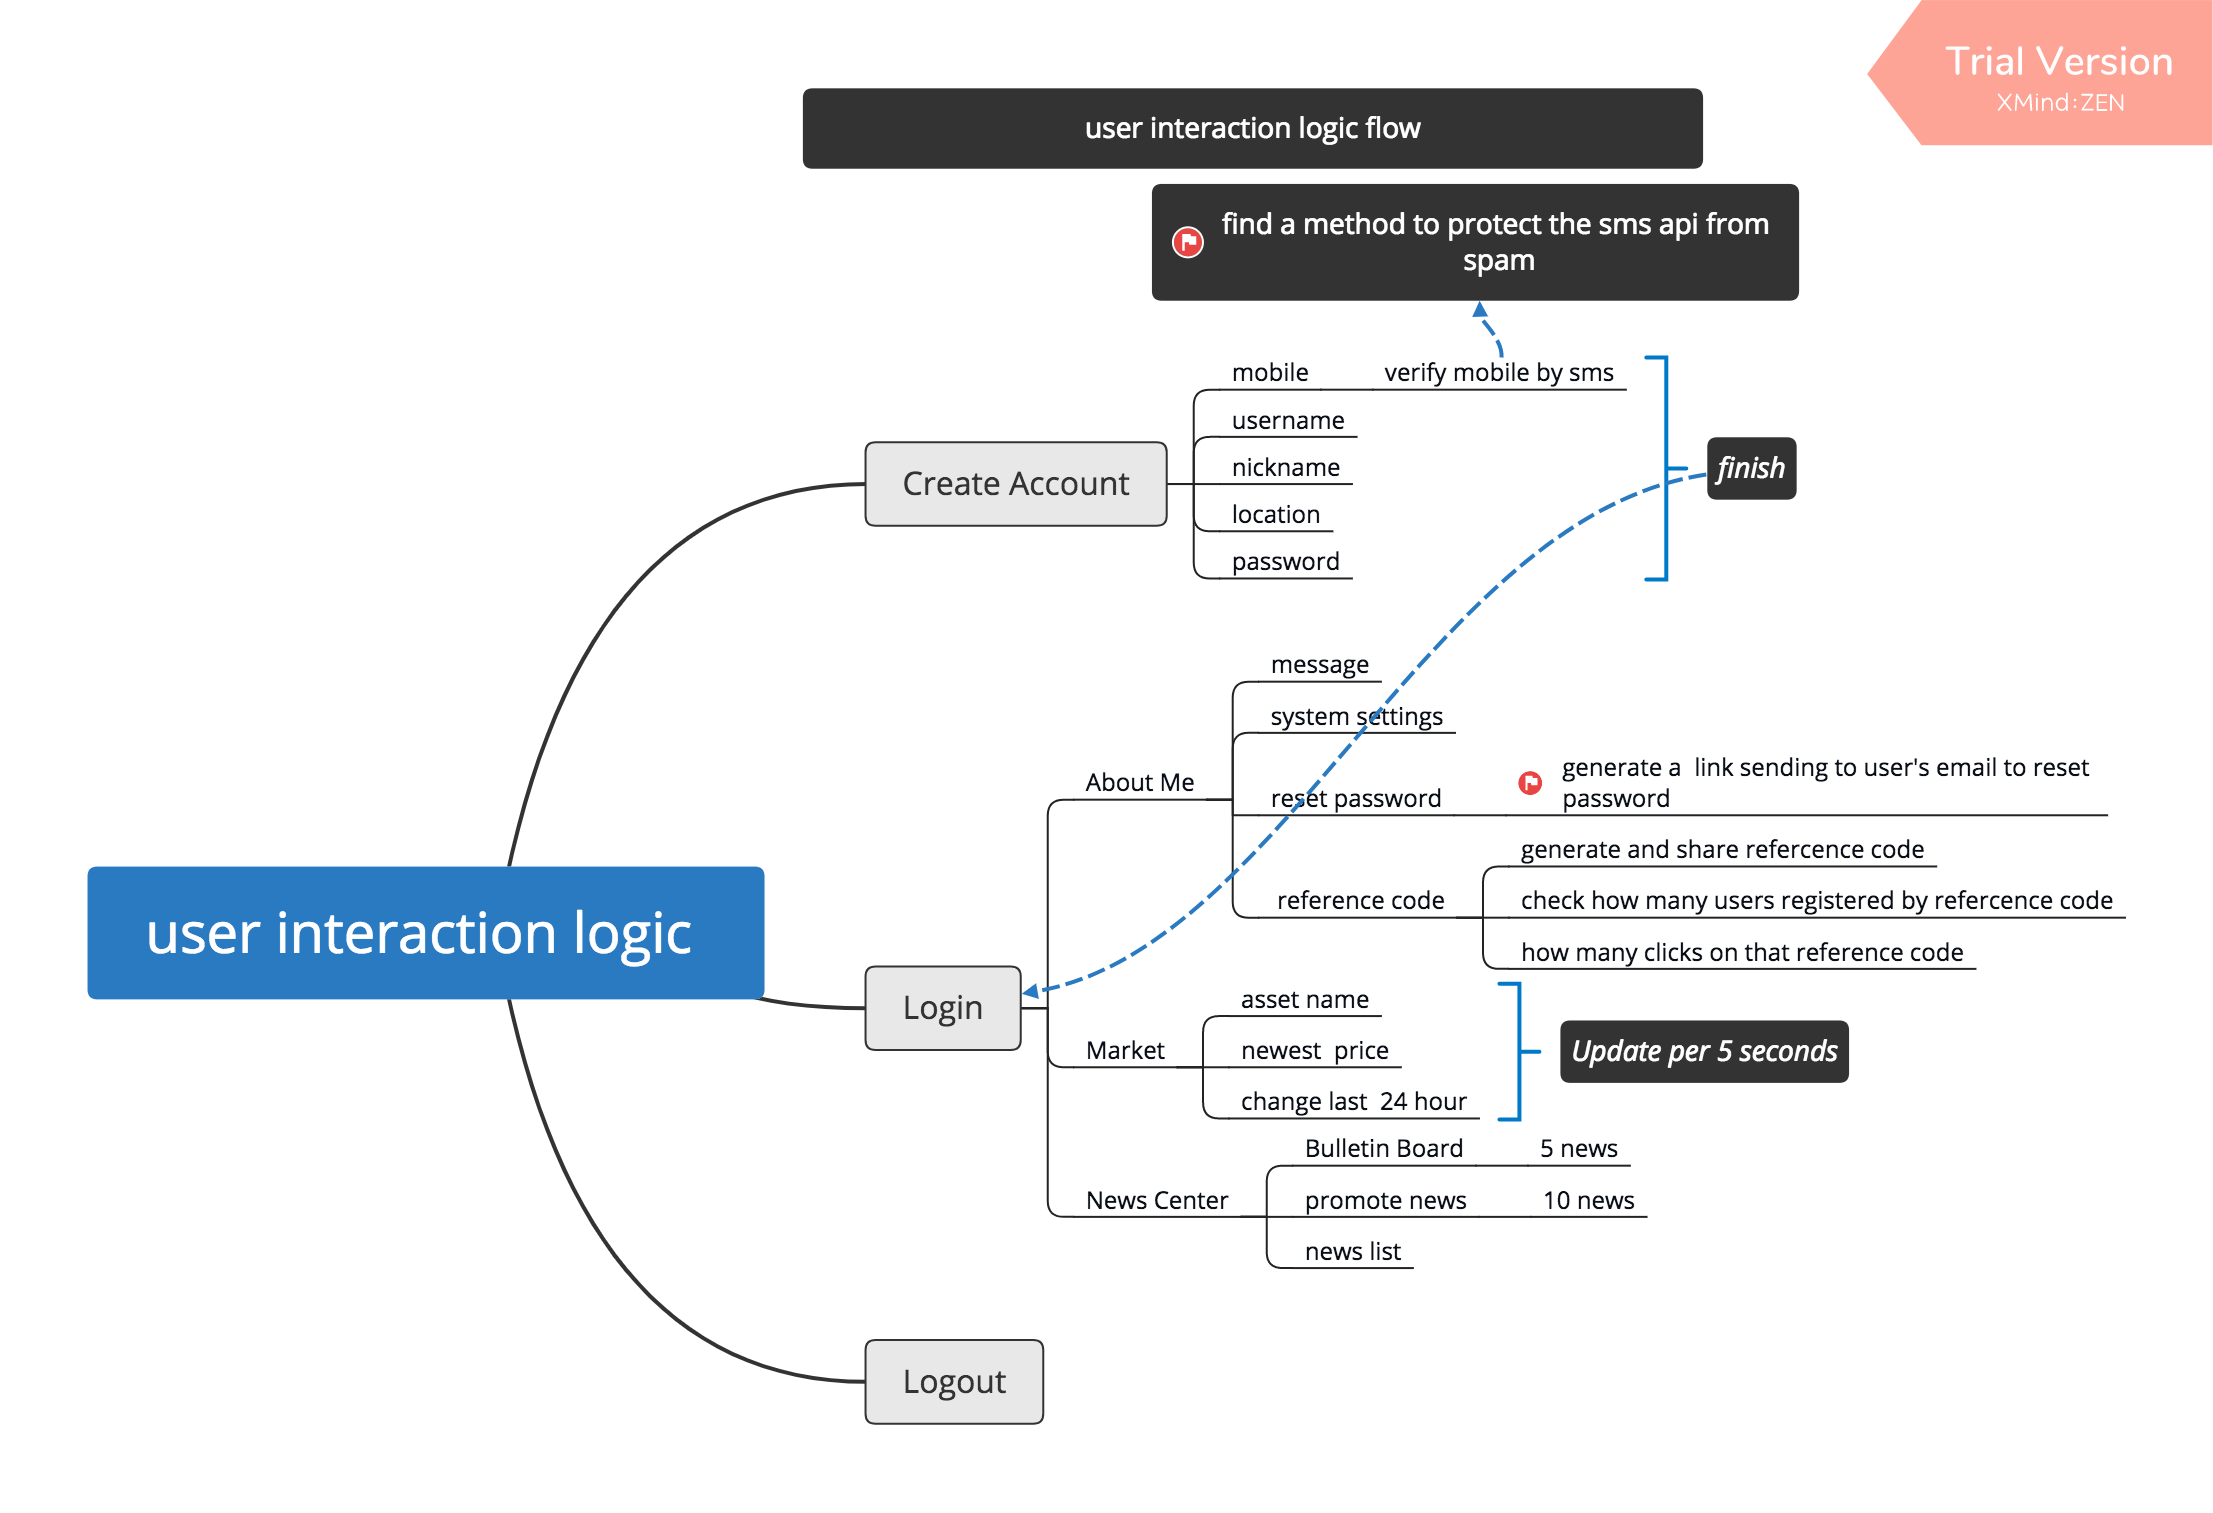 Trial Version
XMind:ZEN
user interaction logic flow
find a method to protect the sms api from
spam
mobile
verify mobile by sms
username
nickname
location
password
Create Account
finish
message
system settings
About Me
reset password
generate a  link sending to user's email to reset
password
reference code
generate and share refercence code
check how many users registered by refercence code
how many clicks on that reference code
user interaction logic
Login
Market
asset name
newest  price
change last  24 hour
Update per 5 seconds
News Center
Bulletin Board
5 news
promote news
10 news
news list
Logout